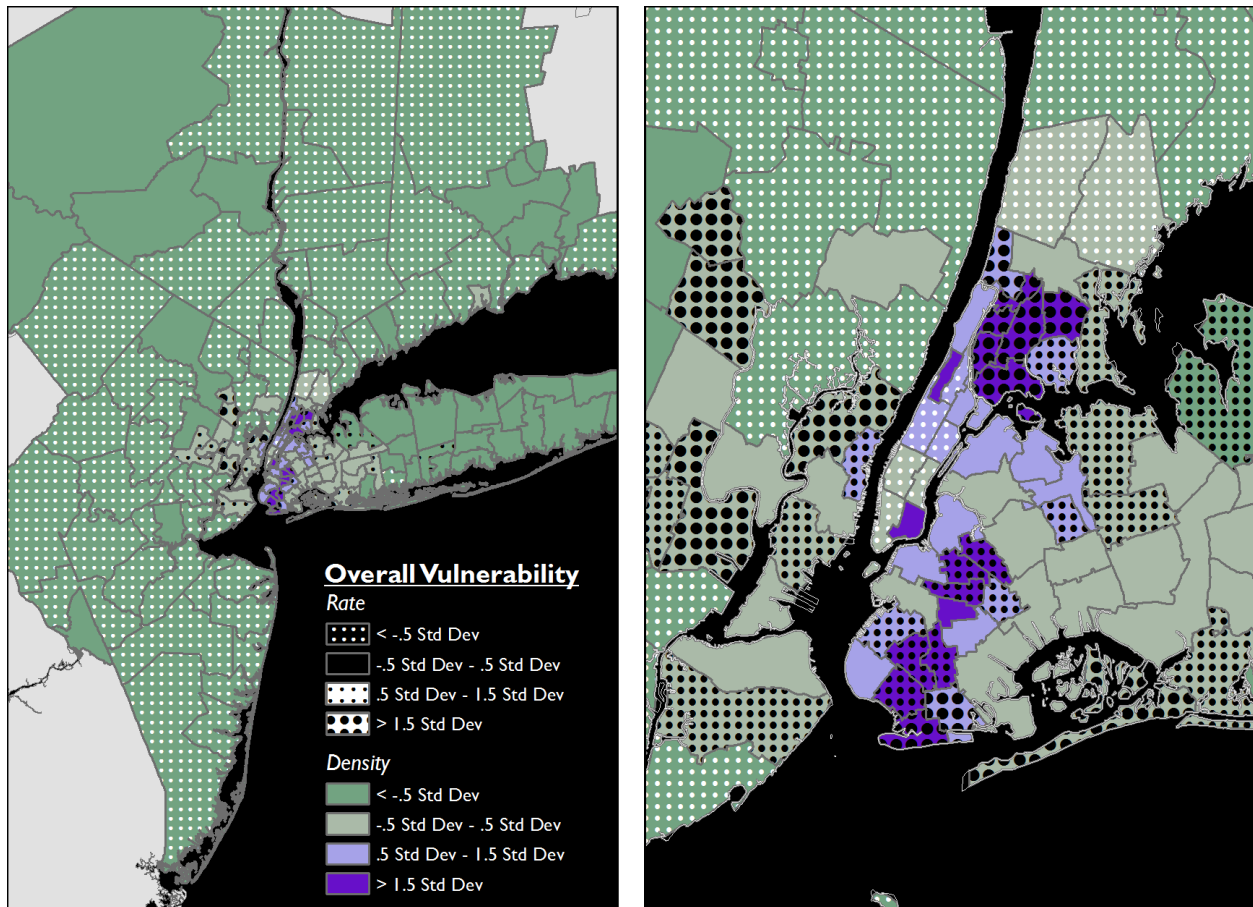 Overall Vulnerability
Rate
< -.5 Std Dev
-.5 Std Dev - .5 Std Dev
.5 Std Dev - 1.5 Std Dev
> 1.5 Std Dev
Density
< -.5 Std Dev
-.5 Std Dev - .5 Std Dev
.5 Std Dev - 1.5 Std Dev
> 1.5 Std Dev